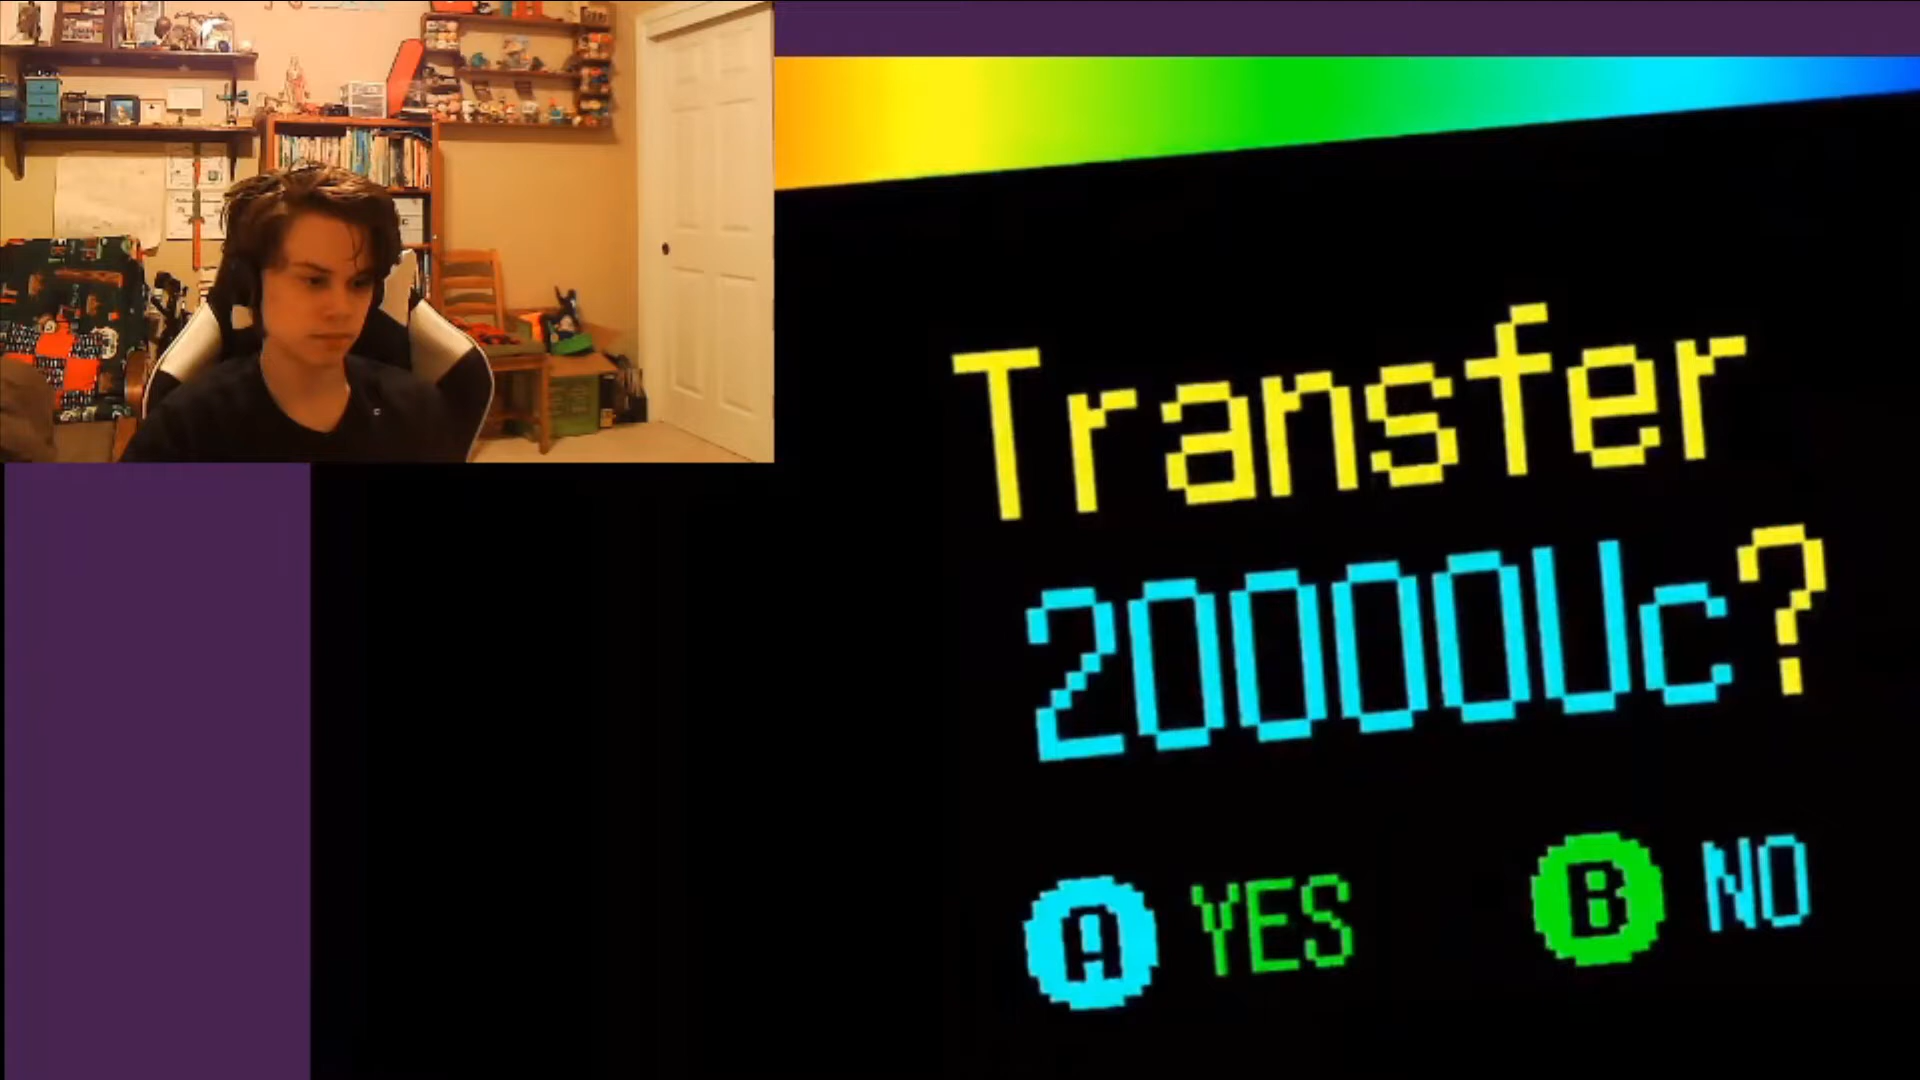 Transfer
20000Uc?
A YES B NO